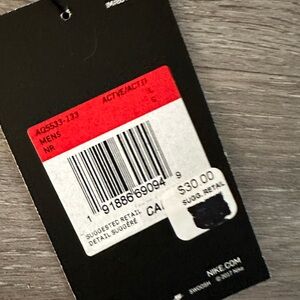 AQ5533-133
MENS
NR
ACTVE/ACTIF
1 91886 69094 9
SUGGESTED RETAIL
DETAIL SUGGÉRÉ
CA
$30.00
SUGG. RETAIL
NIKE.COM
SWOOSH © 2017 Nike